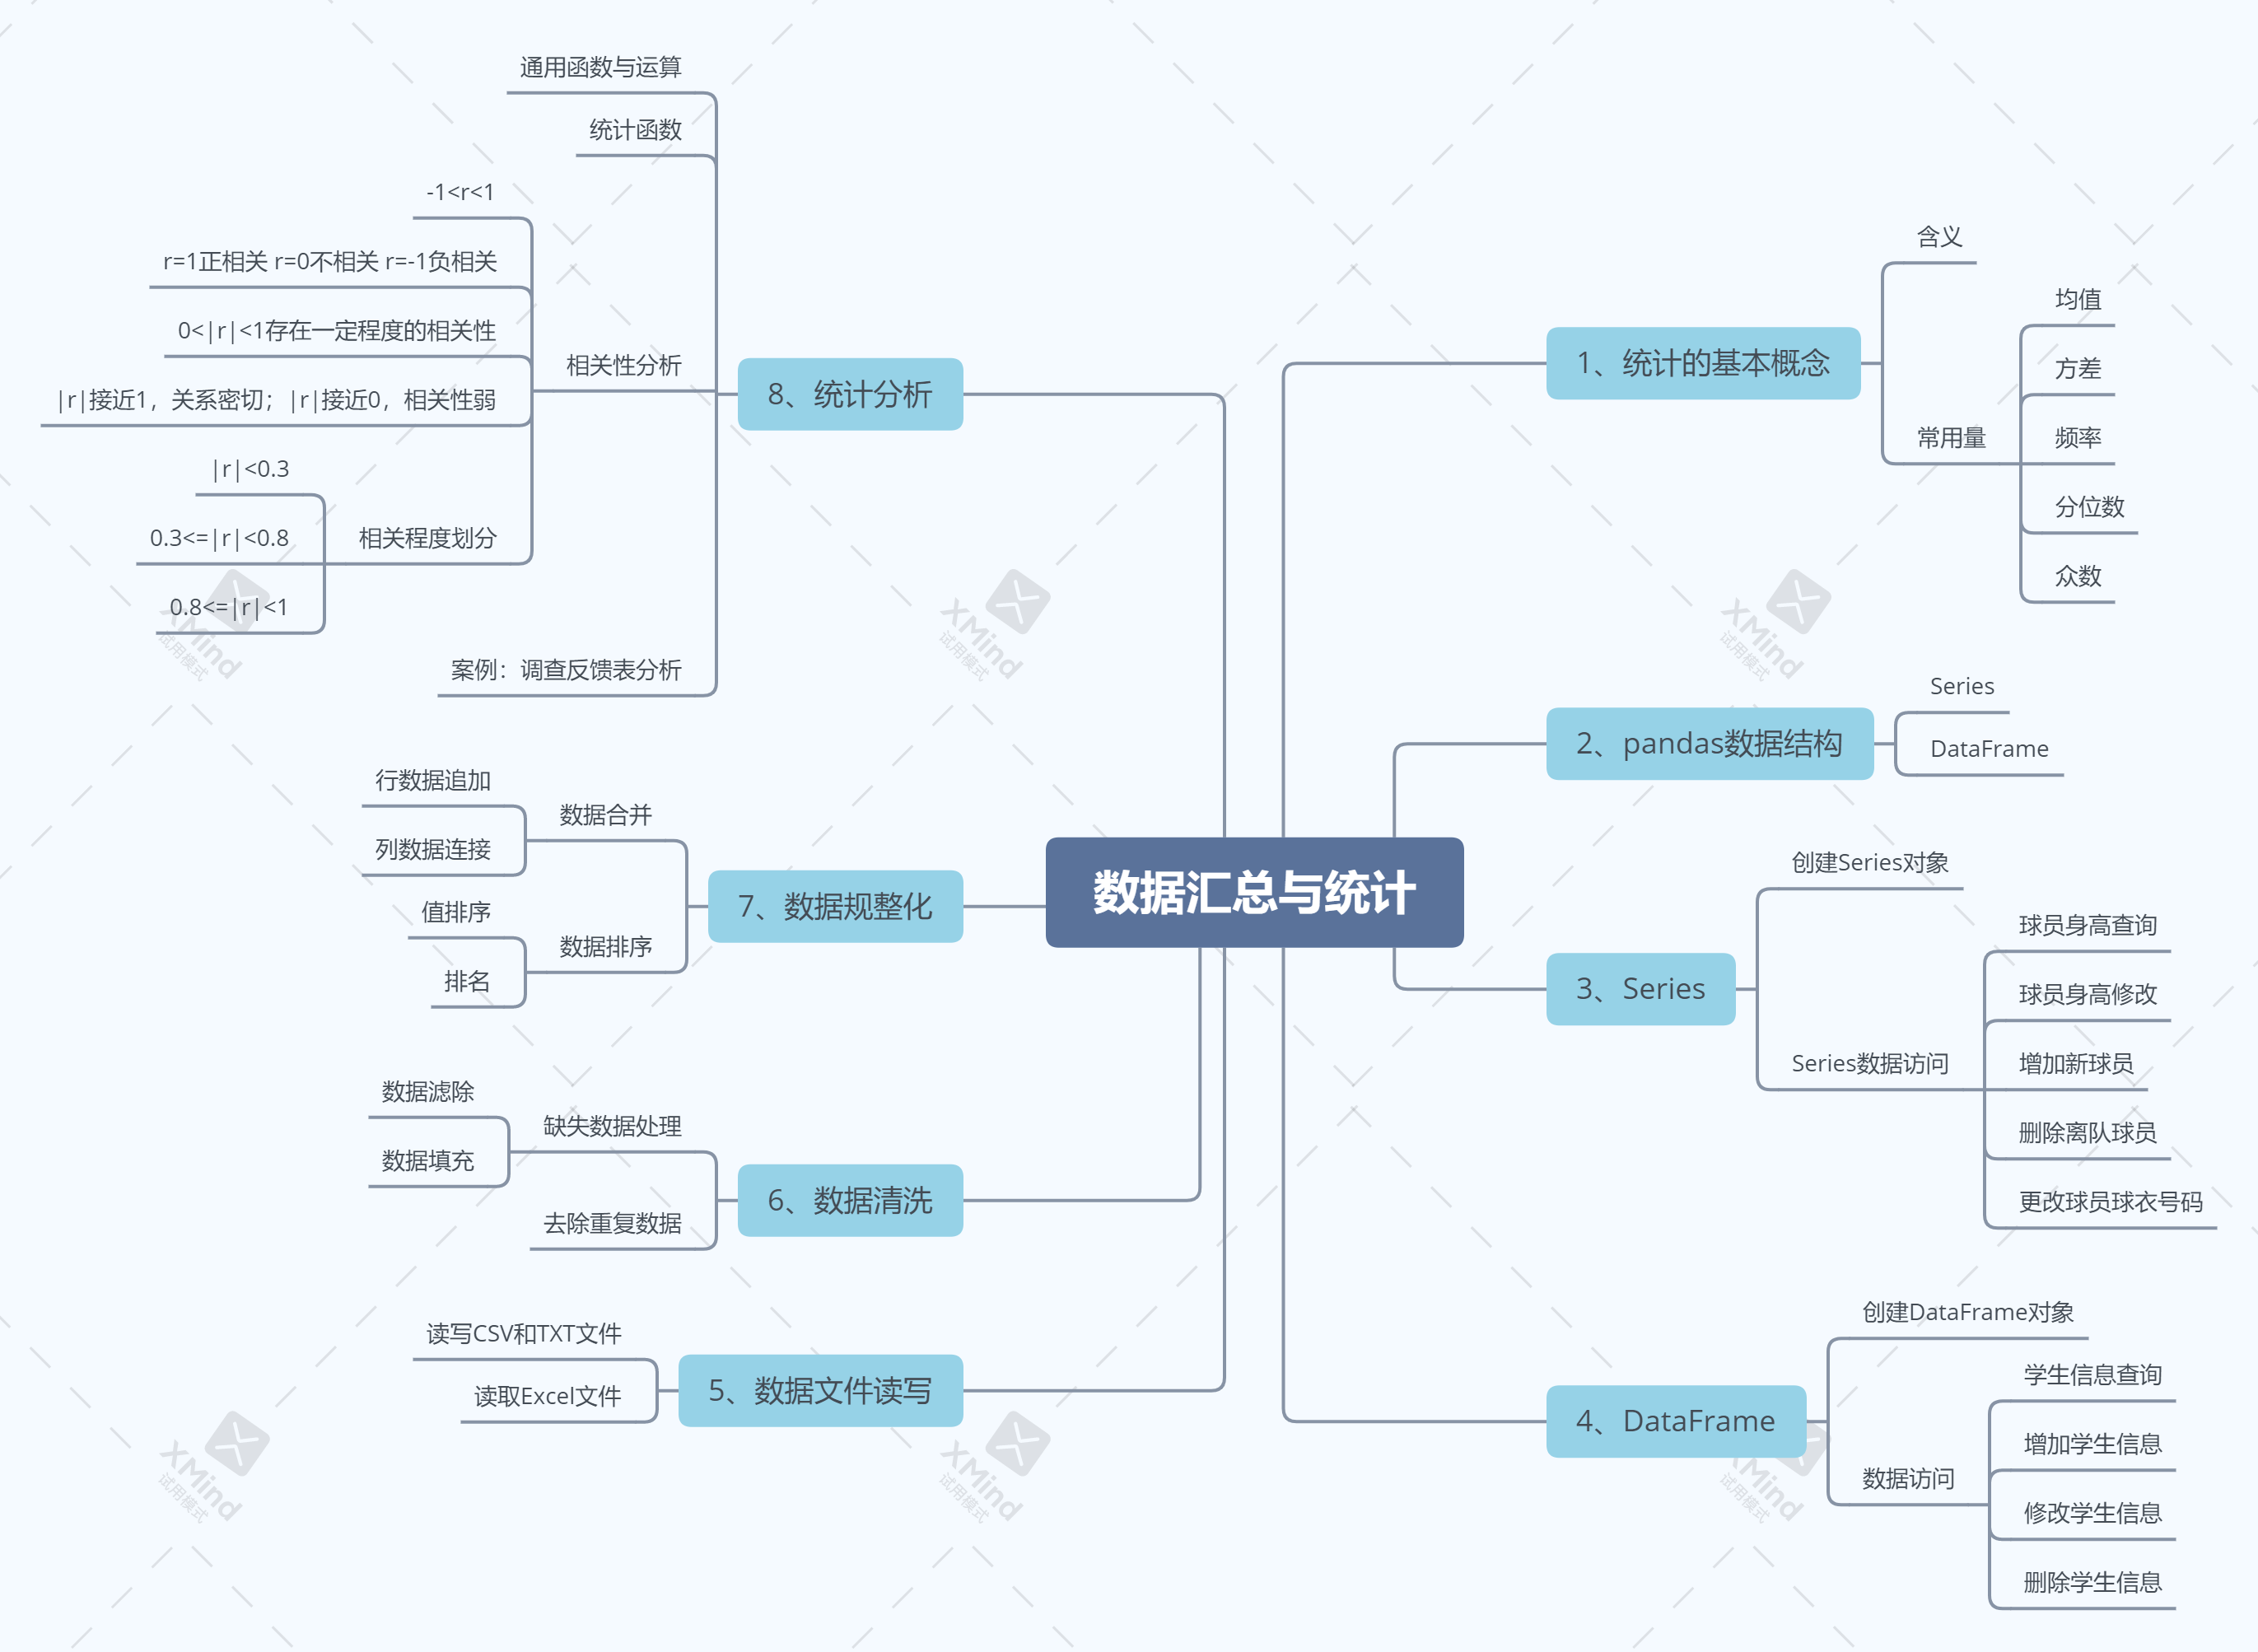 数据汇总与统计
1、统计的基本概念
含义
常用量
均值
方差
频率
分位数
众数
2、pandas数据结构
Series
DataFrame
3、Series
创建Series对象
Series数据访问
球员身高查询
球员身高修改
增加新球员
删除离队球员
更改球员球衣号码
4、DataFrame
创建DataFrame对象
数据访问
学生信息查询
增加学生信息
修改学生信息
删除学生信息
5、数据文件读写
读写CSV和TXT文件
读取Excel文件
6、数据清洗
缺失数据处理
数据滤除
数据填充
去除重复数据
7、数据规整化
数据合并
行数据追加
列数据连接
数据排序
值排序
排名
8、统计分析
通用函数与运算
统计函数
相关性分析
-1<r<1
r=1正相关 r=0不相关 r=-1负相关
0<|r|<1存在一定程度的相关性
|r|接近1，关系密切；|r|接近0，相关性弱
相关程度划分
|r|<0.3
0.3<=|r|<0.8
0.8<=|r|<1
案例：调查反馈表分析
XMind
试用模式
XMind
试用模式
XMind
试用模式
XMind
试用模式
XMind
试用模式
XMind
试用模式